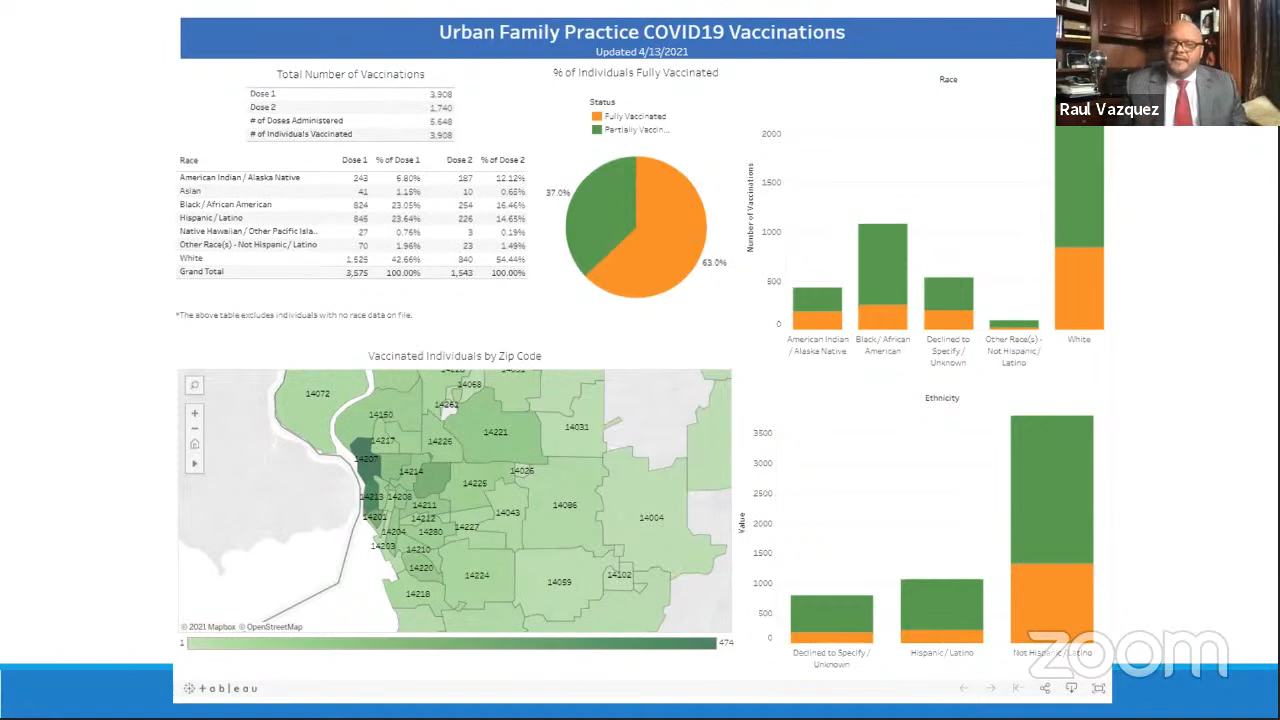 Urban Family Practice COVID19 Vaccinations
Updated 4/13/2021
Raul Vazquez
Total Number of Vaccinations
Dose 1 3,908
Dose 2 1,740
# of Doses Administered 5,648
# of Individuals Vaccinated 3,908
Race Dose 1 % of Dose 1 Dose 2 % of Dose 2
American Indian / Alaska Native 243 6.80% 187 12.12%
Asian 41 1.15% 10 0.65%
Black / African American 824 23.05% 254 16.46%
Hispanic / Latino 845 23.64% 226 14.65%
Native Hawaiian / Other Pacific Isla.. 27 0.76% 3 0.19%
Other Race(s) - Not Hispanic / Latino 70 1.96% 23 1.49%
White 1,525 42.66% 840 54.44%
Grand Total 3,575 100.00% 1,543 100.00%
*The above table excludes individuals with no race data on file.
% of Individuals Fully Vaccinated
Status
Fully Vaccinated
Partially Vaccin...
37.0%
63.0%
Race
Number of Vaccinations
2000
1500
1000
500
0
American Indian / Alaska Native
Black / African American
Declined to Specify / Unknown
Other Race(s) - Not Hispanic / Latino
White
Vaccinated Individuals by Zip Code
14068
14072
14261
14150
14031
14221
14217
14226
14207
14214
14026
14225
14213
14208
14086
14211
14043
14004
14201
14212
14227
14204
14280
14203
14210
14220
14224
14059
14102
14218
© 2021 Mapbox © OpenStreetMap
1
474
Ethnicity
Value
3500
3000
2500
2000
1500
1000
500
0
Declined to Specify / Unknown
Hispanic / Latino
Not Hispanic / Latino
+ableau
zoom